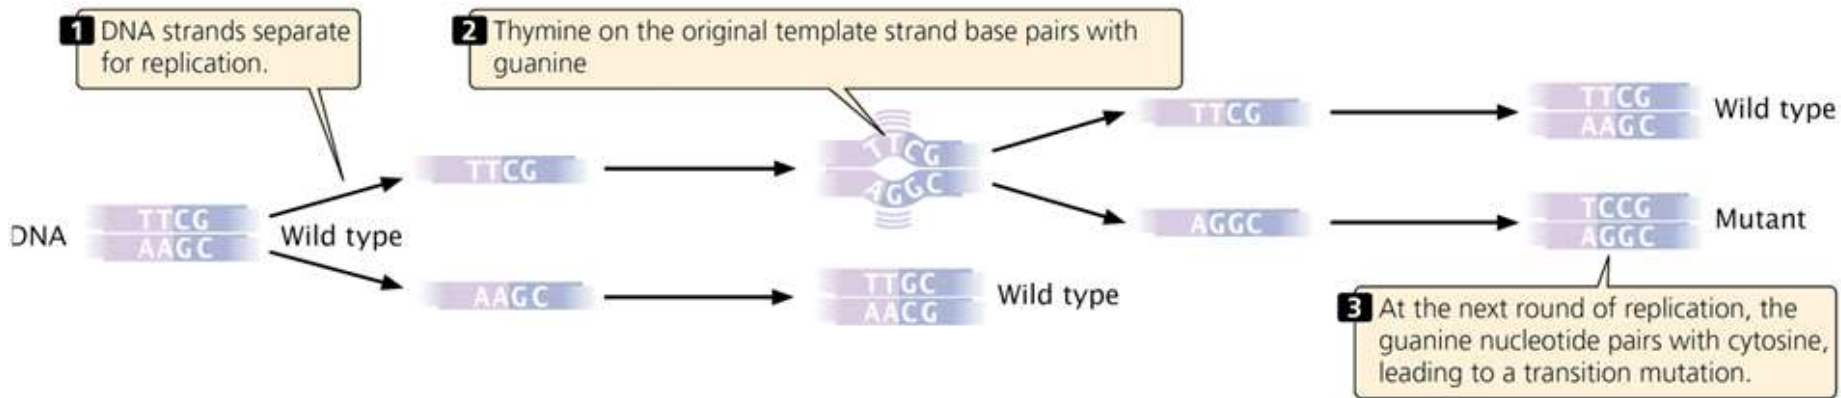 1 DNA strands separate
for replication.
2 Thymine on the original template strand base pairs with
guanine
TTCG
TTCG
AAGC
Wild type
TTCG
TTCG
AGGC
DNA
TTCG
AAGC
Wild type
AGGC
TCCG
AGGC
Mutant
AAGC
TTGC
AACG
Wild type
3 At the next round of replication, the
guanine nucleotide pairs with cytosine,
leading to a transition mutation.